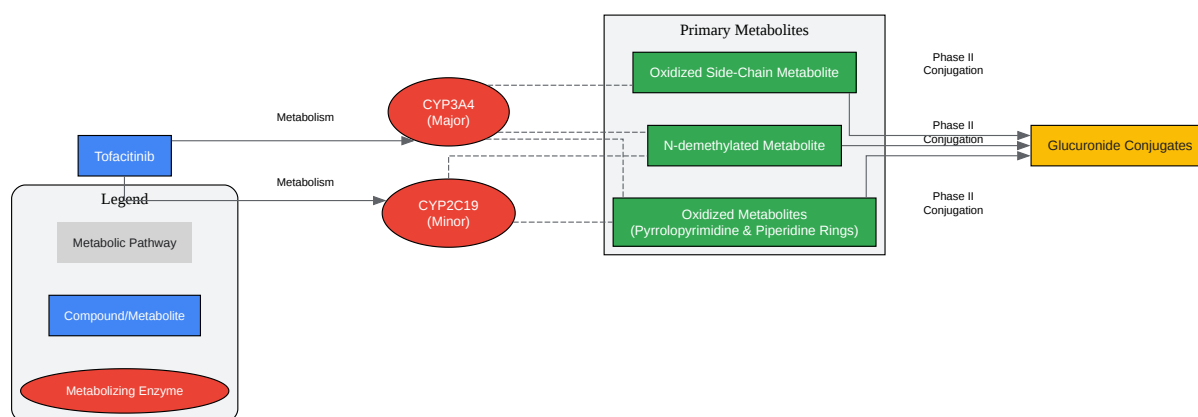 Primary Metabolites
Oxidized Side-Chain Metabolite
Phase II
Conjugation
Metabolism
CYP3A4
(Major)
N-demethylated Metabolite
Phase II
Conjugation
Glucuronide Conjugates
Tofacitinib
Metabolism
CYP2C19
(Minor)
Oxidized Metabolites
(Pyrrolopyrimidine & Piperidine Rings)
Phase II
Conjugation
Legend
Metabolic Pathway
Compound/Metabolite
Metabolizing Enzyme